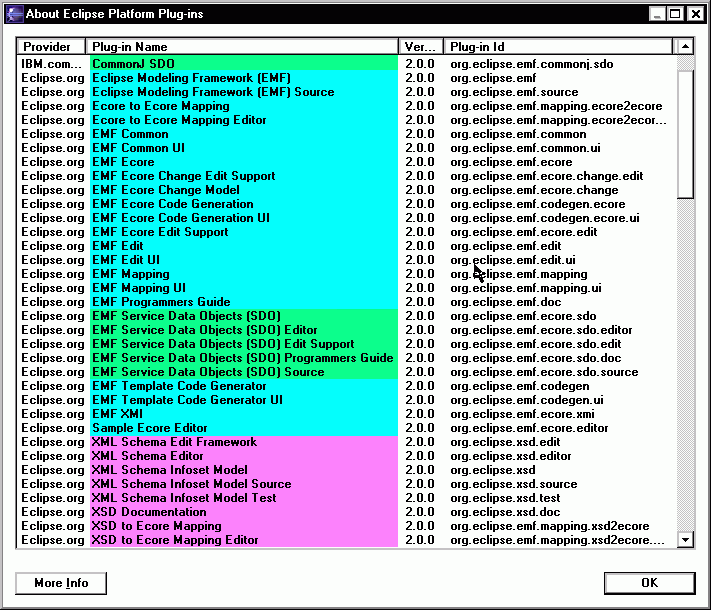 About Eclipse Platform Plug-ins
Provider Plug-in Name Ver... Plug-in Id
IBM.com... CommonJ SDO 2.0.0 org.eclipse.emf.commonj.sdo
Eclipse.org Eclipse Modeling Framework (EMF) 2.0.0 org.eclipse.emf
Eclipse.org Eclipse Modeling Framework (EMF) Source 2.0.0 org.eclipse.emf.source
Eclipse.org Ecore to Ecore Mapping 2.0.0 org.eclipse.emf.mapping.ecore2ecore
Eclipse.org Ecore to Ecore Mapping Editor 2.0.0 org.eclipse.emf.mapping.ecore2ecor...
Eclipse.org EMF Common 2.0.0 org.eclipse.emf.common
Eclipse.org EMF Common UI 2.0.0 org.eclipse.emf.common.ui
Eclipse.org EMF Ecore 2.0.0 org.eclipse.emf.ecore
Eclipse.org EMF Ecore Change Edit Support 2.0.0 org.eclipse.emf.ecore.change.edit
Eclipse.org EMF Ecore Change Model 2.0.0 org.eclipse.emf.ecore.change
Eclipse.org EMF Ecore Code Generation 2.0.0 org.eclipse.emf.codegen.ecore
Eclipse.org EMF Ecore Code Generation UI 2.0.0 org.eclipse.emf.codegen.ecore.ui
Eclipse.org EMF Ecore Edit Support 2.0.0 org.eclipse.emf.ecore.edit
Eclipse.org EMF Edit 2.0.0 org.eclipse.emf.edit
Eclipse.org EMF Edit UI 2.0.0 org.eclipse.emf.edit.ui
Eclipse.org EMF Mapping 2.0.0 org.eclipse.emf.mapping
Eclipse.org EMF Mapping UI 2.0.0 org.eclipse.emf.mapping.ui
Eclipse.org EMF Programmers Guide 2.0.0 org.eclipse.emf.doc
Eclipse.org EMF Service Data Objects (SDO) 2.0.0 org.eclipse.emf.ecore.sdo
Eclipse.org EMF Service Data Objects (SDO) Editor 2.0.0 org.eclipse.emf.ecore.sdo.editor
Eclipse.org EMF Service Data Objects (SDO) Edit Support 2.0.0 org.eclipse.emf.ecore.sdo.edit
Eclipse.org EMF Service Data Objects (SDO) Programmers Guide 2.0.0 org.eclipse.emf.ecore.sdo.doc
Eclipse.org EMF Service Data Objects (SDO) Source 2.0.0 org.eclipse.emf.ecore.sdo.source
Eclipse.org EMF Template Code Generator 2.0.0 org.eclipse.emf.codegen
Eclipse.org EMF Template Code Generator UI 2.0.0 org.eclipse.emf.codegen.ui
Eclipse.org EMF XMI 2.0.0 org.eclipse.emf.ecore.xmi
Eclipse.org Sample Ecore Editor 2.0.0 org.eclipse.emf.ecore.editor
Eclipse.org XML Schema Edit Framework 2.0.0 org.eclipse.xsd.edit
Eclipse.org XML Schema Editor 2.0.0 org.eclipse.xsd.editor
Eclipse.org XML Schema Infoset Model 2.0.0 org.eclipse.xsd
Eclipse.org XML Schema Infoset Model Source 2.0.0 org.eclipse.xsd.source
Eclipse.org XML Schema Infoset Model Test 2.0.0 org.eclipse.xsd.test
Eclipse.org XSD Documentation 2.0.0 org.eclipse.xsd.doc
Eclipse.org XSD to Ecore Mapping 2.0.0 org.eclipse.emf.mapping.xsd2ecore
Eclipse.org XSD to Ecore Mapping Editor 2.0.0 org.eclipse.emf.mapping.xsd2ecore....
More Info OK